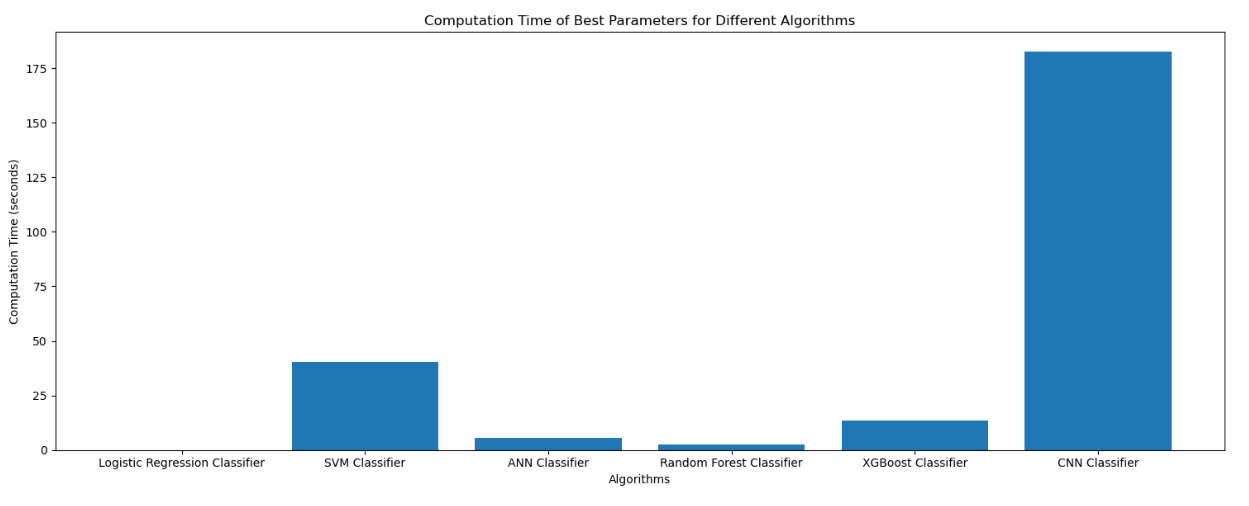 Computation Time of Best Parameters for Different Algorithms
Computation Time (seconds)
175
150
125
100
75
50
25
0
Logistic Regression Classifier SVM Classifier ANN Classifier Random Forest Classifier XGBoost Classifier CNN Classifier
Algorithms